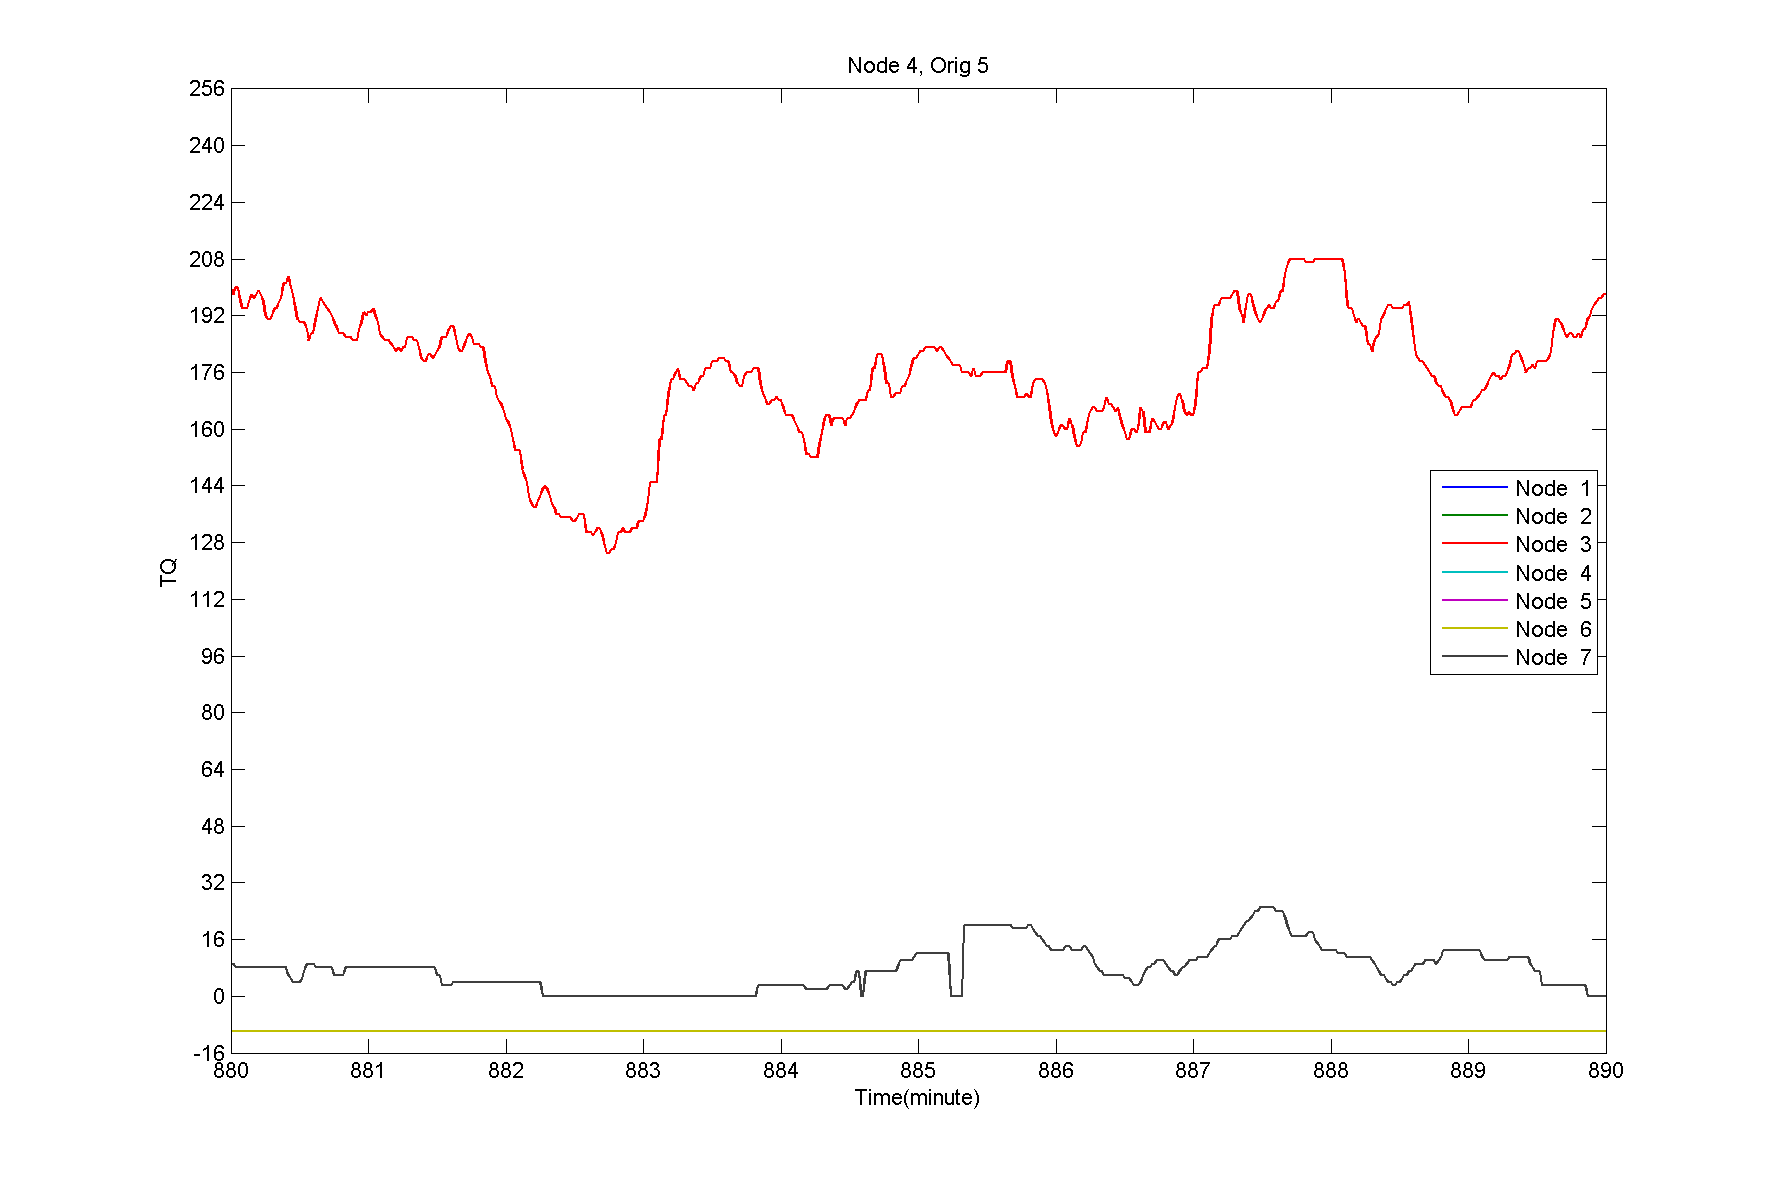 Node 4, Orig 5
256
240
224
208
192
176
160
144
128
112
96
80
64
48
32
16
0
-16
TQ
Node 1
Node 2
Node 3
Node 4
Node 5
Node 6
Node 7
880 881 882 883 884 885 886 887 888 889 890
Time(minute)